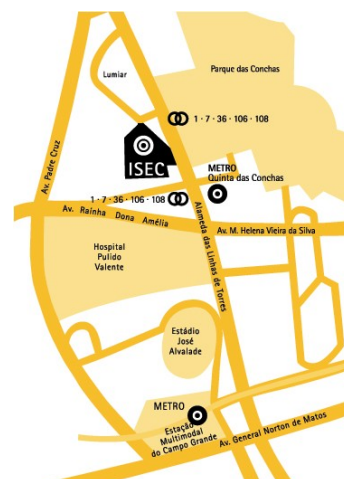 Lumiar
Parque das Conchas
1 · 7 · 36 · 106 · 108
Av. Padre Cruz
ISEC
METRO
Quinta das Conchas
1 · 7 · 36 · 106 · 108
Av. Rainha Dona Amélia
Av. M. Helena Vieira da Silva
Alameda das Linhas de Torres
Hospital
Pulido
Valente
Estádio
José
Alvalade
METRO
Estação
Multimodal
do Campo Grande
Av. General Norton de Matos